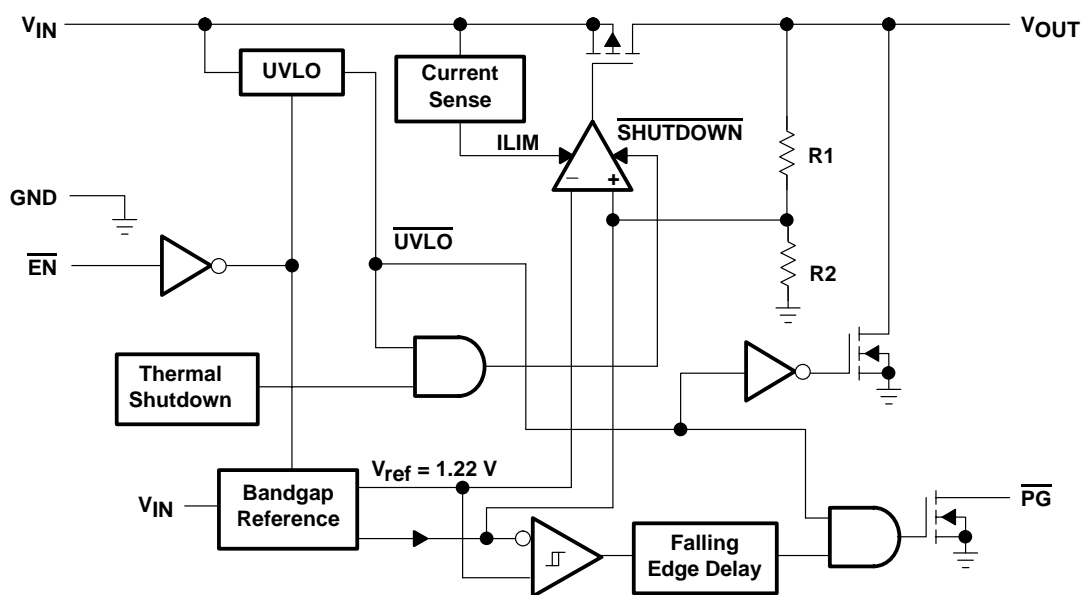 VIN
VOUT
UVLO
Current
Sense
SHUTDOWN
ILIM
R1
− +
GND
UVLO
EN
R2
Thermal
Shutdown
Vref = 1.22 V
VIN
Bandgap
Reference
PG
Falling
Edge Delay